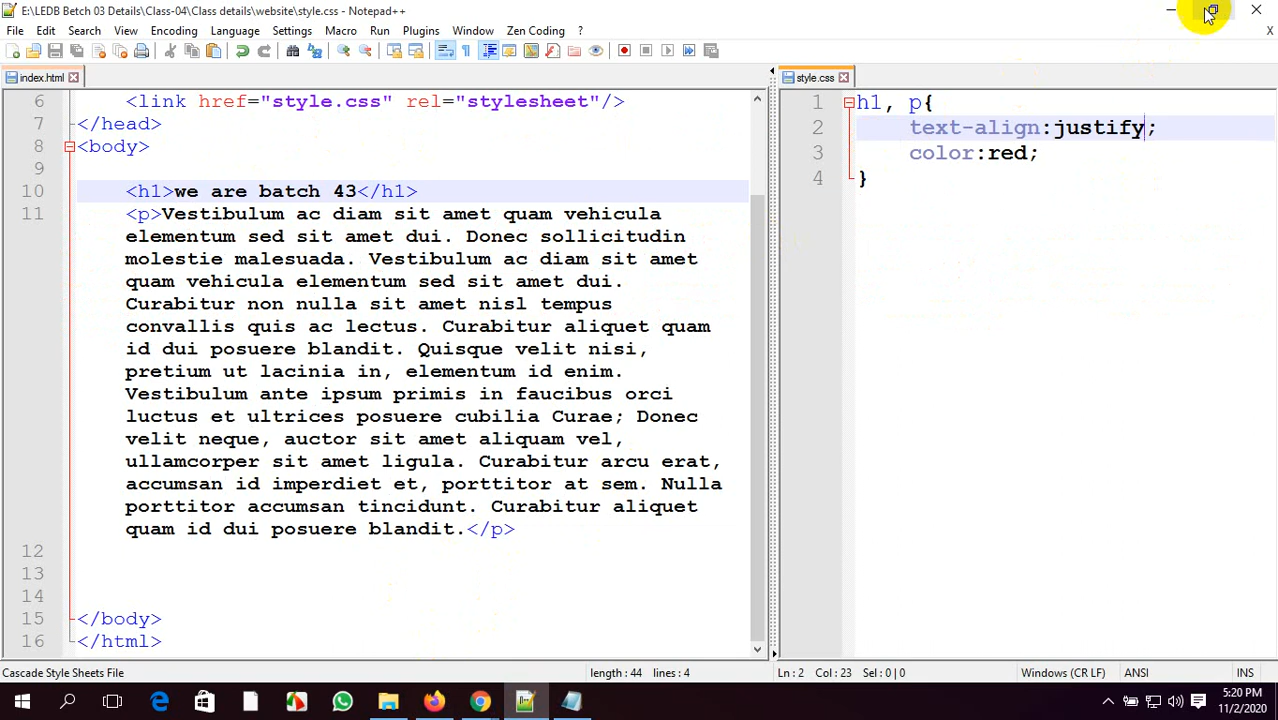 E:\LEDB Betch 03 Details\Class-04\Class details\website\style.css - Notepad++
File Edit Search View Encoding Language Settings Macro Run Plugins Window Zen Coding ? X
index.html
style.css
6 <link href="style.css" rel="stylesheet"/>
7 </head>
8 <body>
9
10 <h1>we are batch 43</h1>
11 <p>Vestibulum ac diam sit amet quam vehicula
elementum sed sit amet dui. Donec sollicitudin
molestie malesuada. Vestibulum ac diam sit amet
quam vehicula elementum sed sit amet dui.
Curabitur non nulla sit amet nisl tempus
convallis quis ac lectus. Curabitur aliquet quam
id dui posuere blandit. Quisque velit nisi,
pretium ut lacinia in, elementum id enim.
Vestibulum ante ipsum primis in faucibus orci
luctus et ultrices posuere cubilia Curae; Donec
velit neque, auctor sit amet aliquam vel,
ullamcorper sit amet ligula. Curabitur arcu erat,
accumsan id imperdiet et, porttitor at sem. Nulla
porttitor accumsan tincidunt. Curabitur aliquet
quam id dui posuere blandit.</p>
12
13
14
15 </body>
16 </html>
1 h1, p{
2 text-align:justify;
3 color:red;
4 }
Cascade Style Sheets File length : 44 lines : 4 Ln : 2 Col : 23 Sel : 0 | 0 Windows (CR LF) ANSI INS
5:20 PM
11/2/2020